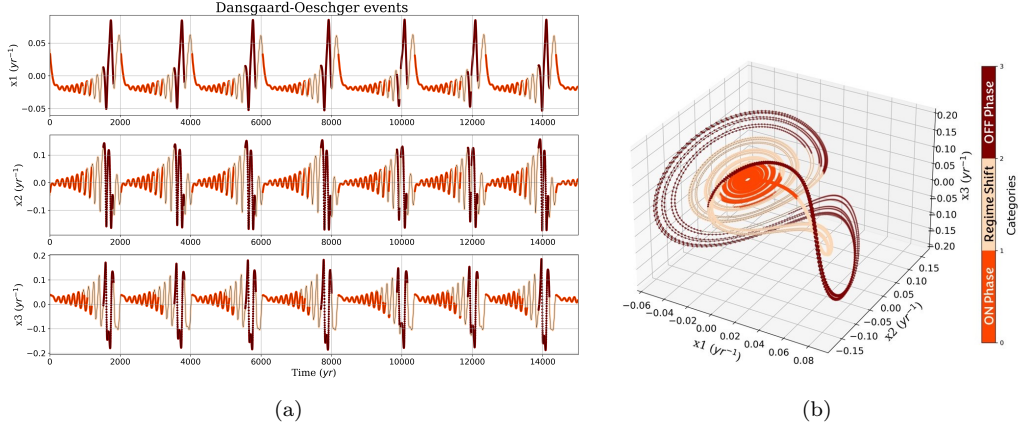 Dansgaard-Oeschger events
x1 (yr⁻¹)
0.05
0.00
−0.05
0 2000 4000 6000 8000 10000 12000 14000
x2 (yr⁻¹)
0.1
0.0
−0.1
0 2000 4000 6000 8000 10000 12000 14000
x3 (yr⁻¹)
0.2
0.1
0.0
−0.1
−0.2
0 2000 4000 6000 8000 10000 12000 14000
Time (yr)
(a)
0.20
0.15
0.10
0.05
0.00
−0.05
−0.10
−0.15
−0.20
x3 (yr⁻¹)
−0.06
−0.04
−0.02
0.00
0.02
0.04
0.06
0.08
x1 (yr⁻¹)
−0.15
−0.10
−0.05
0.00
0.05
0.10
0.15
x2 (yr⁻¹)
3
OFF Phase
2
Regime Shift
1
ON Phase
0
Categories
(b)